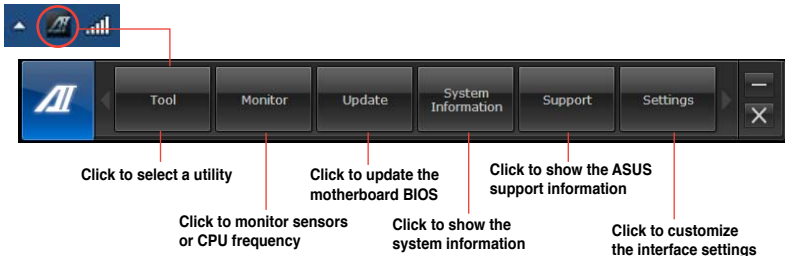 AI
AI
Tool
Monitor
Update
System
Information
Support
Settings
Click to select a utility
Click to update the
motherboard BIOS
Click to show the ASUS
support information
Click to monitor sensors
or CPU frequency
Click to show the
system information
Click to customize
the interface settings